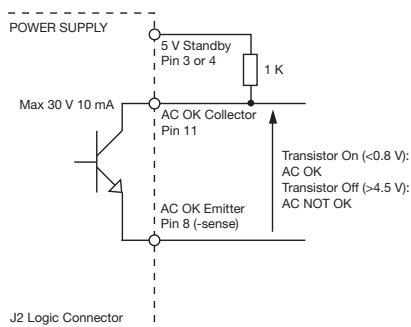 POWER SUPPLY
5 V Standby
Pin 3 or 4
1 K
Max 30 V 10 mA
AC OK Collector
Pin 11
Transistor On (<0.8 V):
AC OK
Transistor Off (>4.5 V):
AC NOT OK
AC OK Emitter
Pin 8 (-sense)
J2 Logic Connector